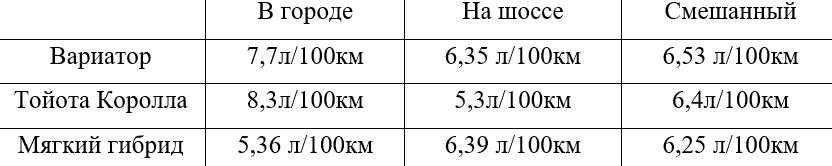 В городе На шоссе Смешанный
Вариатор 7,7л/100км 6,35 л/100км 6,53 л/100км
Тойота Королла 8,3л/100км 5,3л/100км 6,4л/100км
Мягкий гибрид 5,36 л/100км 6,39 л/100км 6,25 л/100км